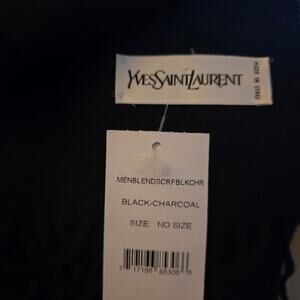 YVESSAINTLAURENT
MADE IN ITALY
MENBLENDSCRFBLKCHR
BLACK-CHARCOAL
SIZE: NO SIZE